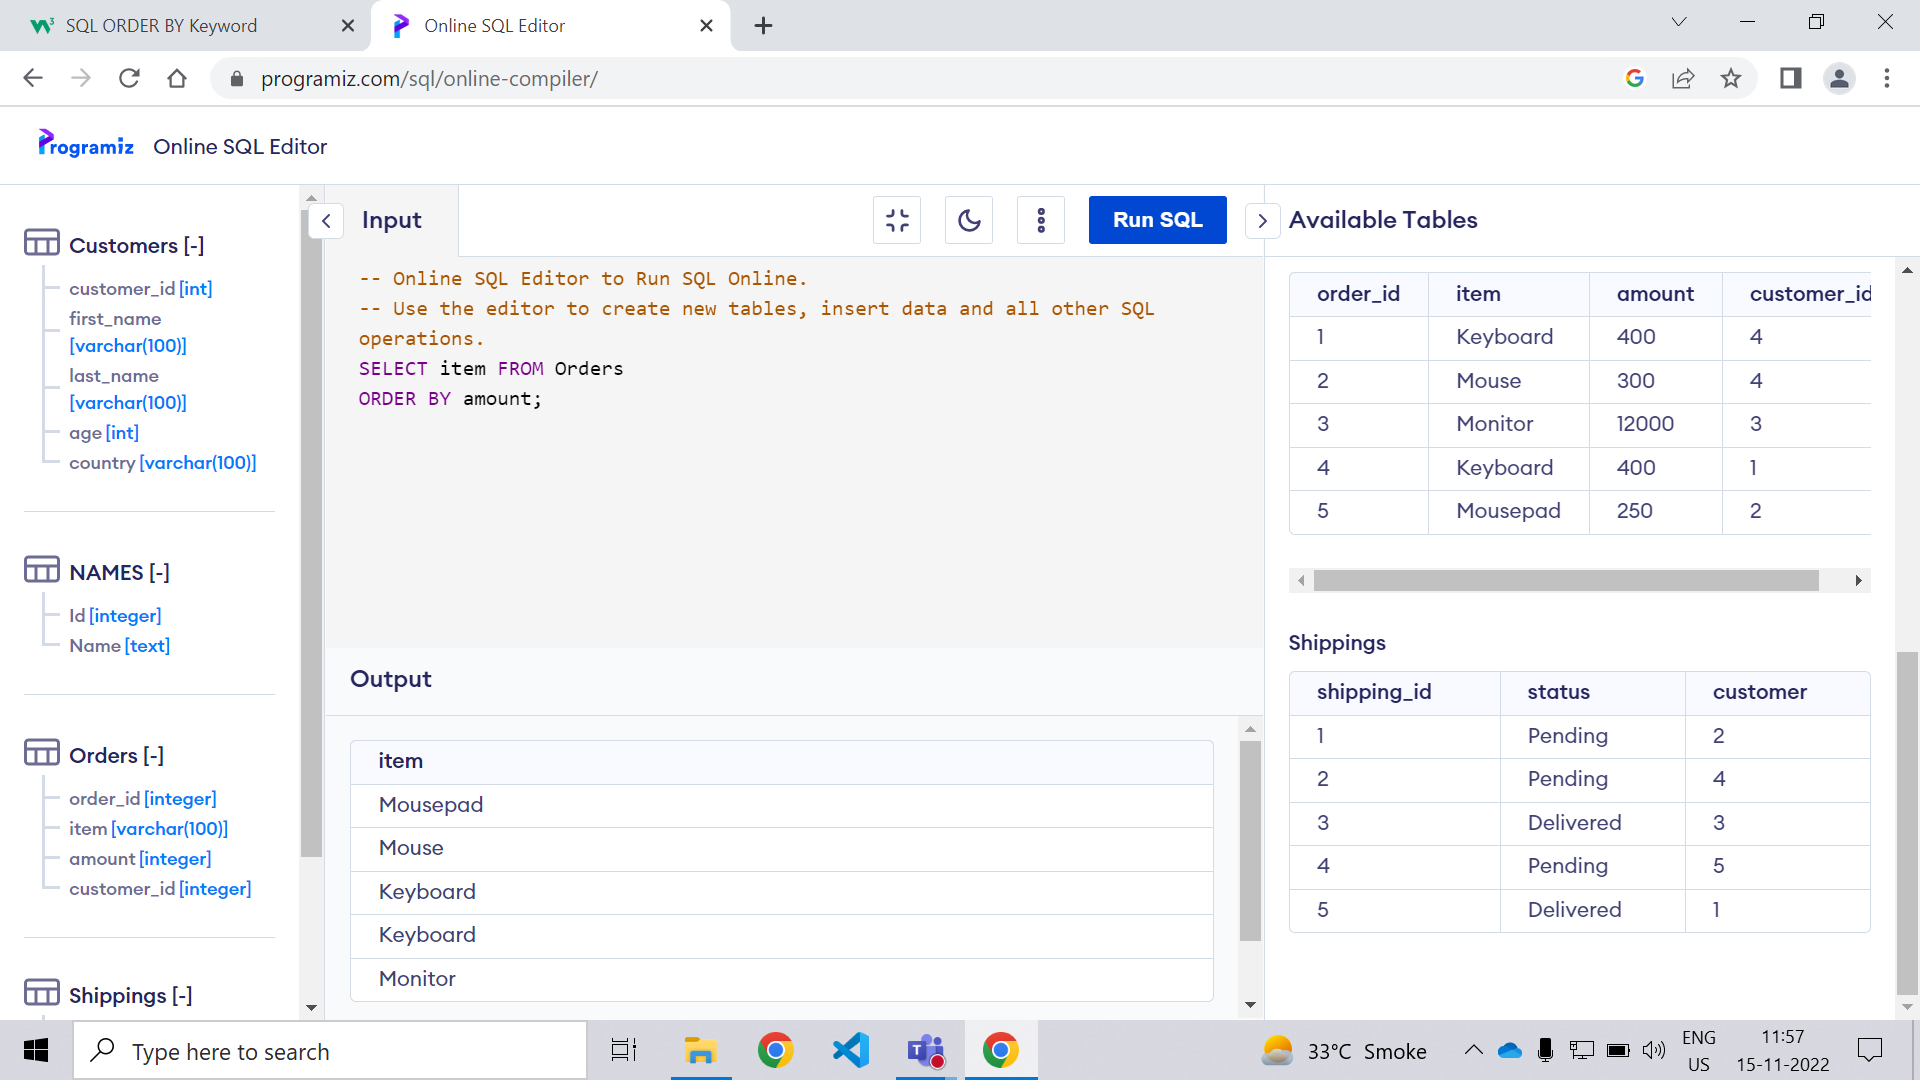 SQL ORDER BY Keyword
Online SQL Editor
programiz.com/sql/online-compiler/
Programiz Online SQL Editor
Customers [-]
customer_id [int]
first_name
[varchar(100)]
last_name
[varchar(100)]
age [int]
country [varchar(100)]
NAMES [-]
Id [integer]
Name [text]
Orders [-]
order_id [integer]
item [varchar(100)]
amount [integer]
customer_id [integer]
Shippings [-]
Input
Run SQL
-- Online SQL Editor to Run SQL Online.
-- Use the editor to create new tables, insert data and all other SQL
operations.
SELECT item FROM Orders
ORDER BY amount;
Output
item
Mousepad
Mouse
Keyboard
Keyboard
Monitor
Available Tables
order_id item amount customer_id
1 Keyboard 400 4
2 Mouse 300 4
3 Monitor 12000 3
4 Keyboard 400 1
5 Mousepad 250 2
Shippings
shipping_id status customer
1 Pending 2
2 Pending 4
3 Delivered 3
4 Pending 5
5 Delivered 1
Type here to search
33°C Smoke
ENG
US
11:57
15-11-2022